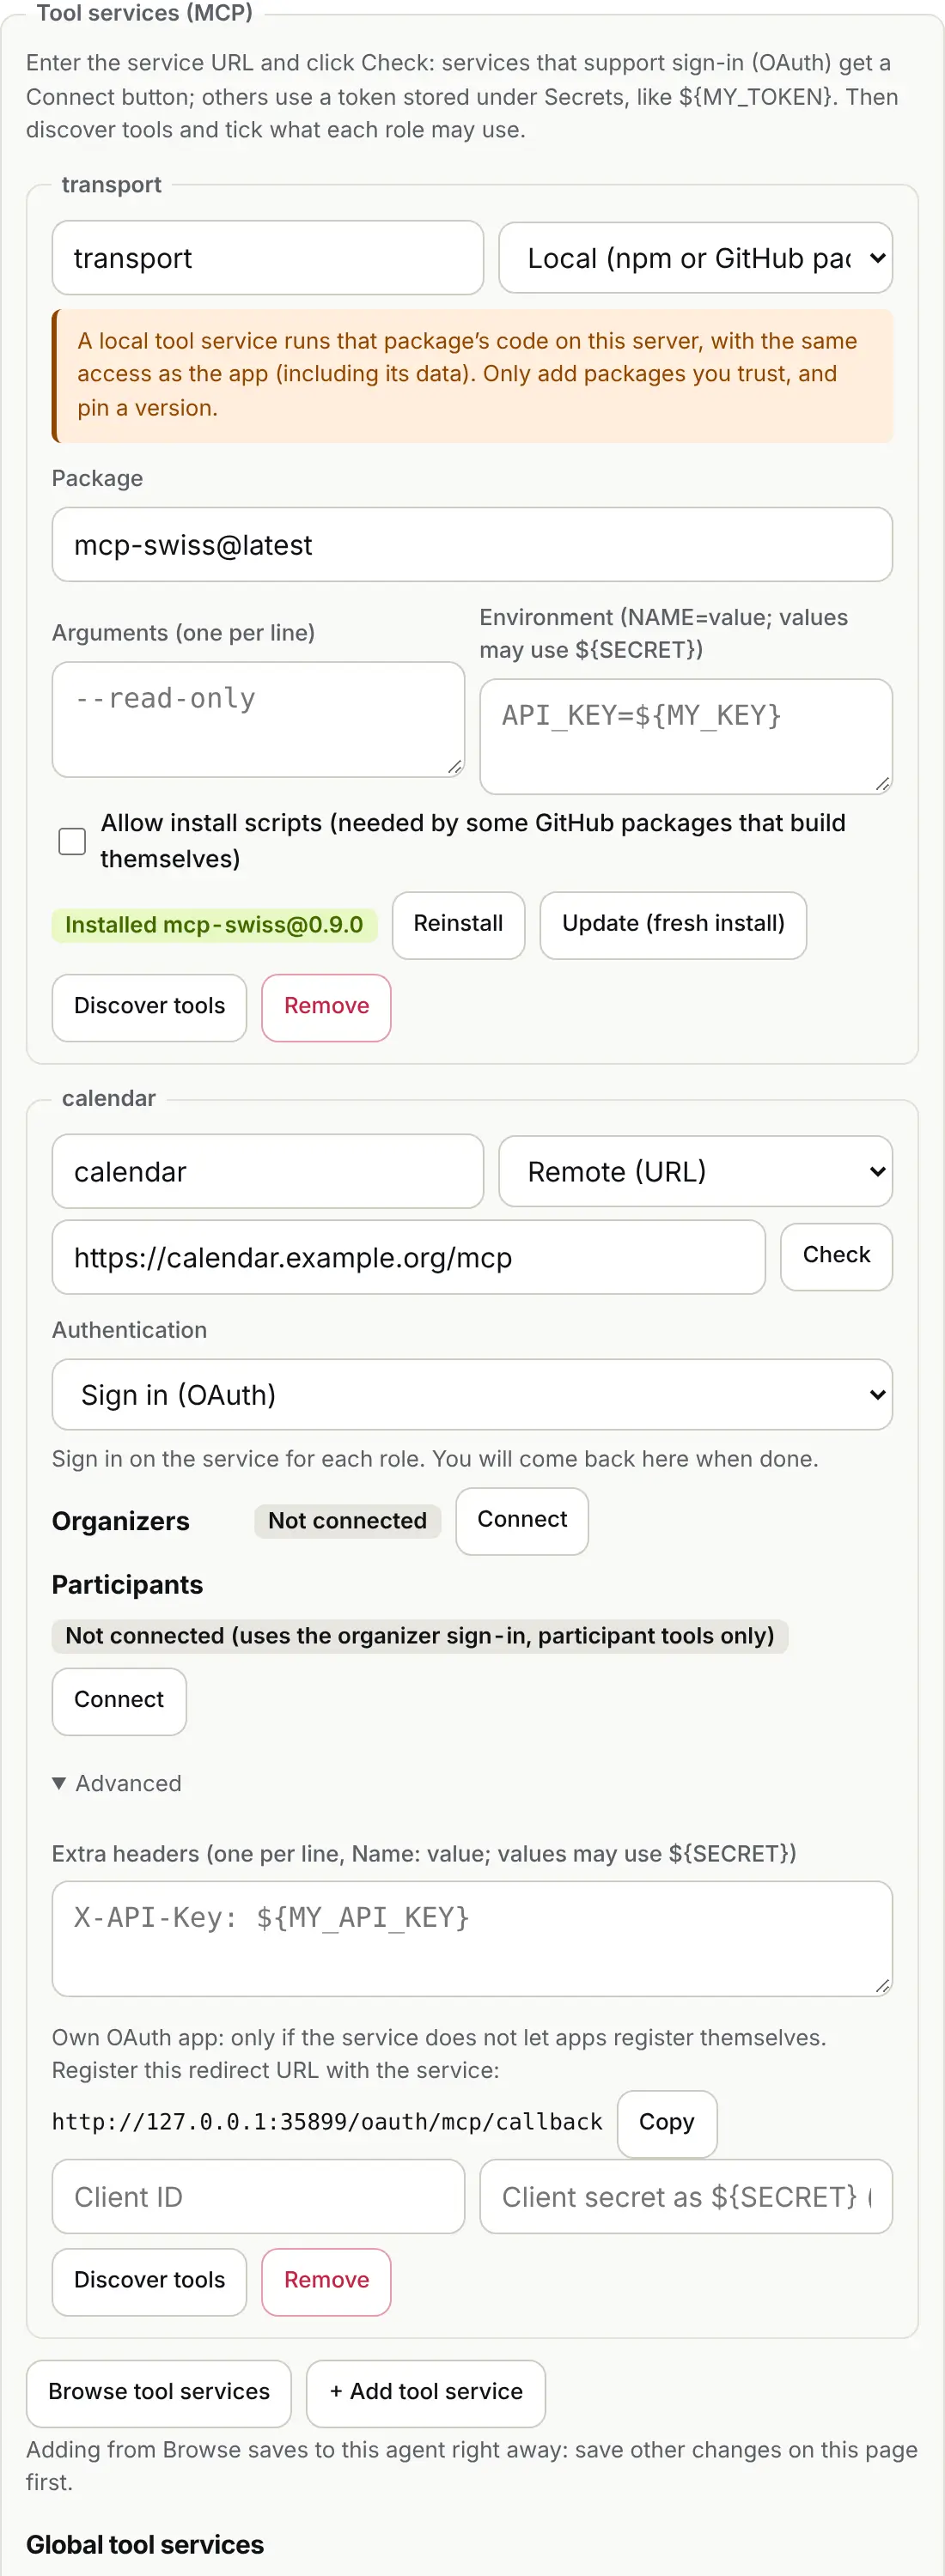 Tool services (MCP)
Enter the service URL and click Check: services that support sign-in (OAuth) get a
Connect button; others use a token stored under Secrets, like ${MY_TOKEN}. Then
discover tools and tick what each role may use.
transport
transport
Local (npm or GitHub pac
A local tool service runs that package’s code on this server, with the same
access as the app (including its data). Only add packages you trust, and
pin a version.
Package
mcp-swiss@latest
Arguments (one per line)
Environment (NAME=value; values
may use ${SECRET})
--read-only
API_KEY=${MY_KEY}
Allow install scripts (needed by some GitHub packages that build
themselves)
Installed mcp-swiss@0.9.0
Reinstall
Update (fresh install)
Discover tools
Remove
calendar
calendar
Remote (URL)
https://calendar.example.org/mcp
Check
Authentication
Sign in (OAuth)
Sign in on the service for each role. You will come back here when done.
Organizers
Not connected
Connect
Participants
Not connected (uses the organizer sign-in, participant tools only)
Connect
▼ Advanced
Extra headers (one per line, Name: value; values may use ${SECRET})
X-API-Key: ${MY_API_KEY}
Own OAuth app: only if the service does not let apps register themselves.
Register this redirect URL with the service:
http://127.0.0.1:35899/oauth/mcp/callback
Copy
Client ID
Client secret as ${SECRET} (
Discover tools
Remove
Browse tool services
+ Add tool service
Adding from Browse saves to this agent right away: save other changes on this page
first.
Global tool services